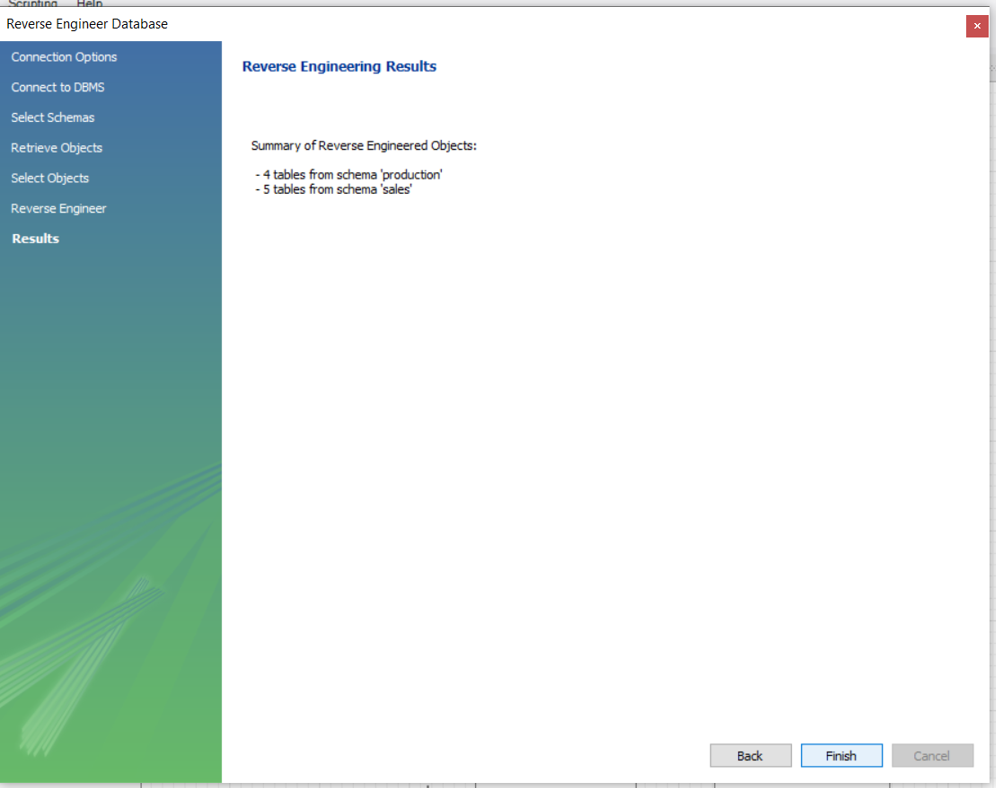 Scripting Help
Reverse Engineer Database
Connection Options
Connect to DBMS
Select Schemas
Retrieve Objects
Select Objects
Reverse Engineer
Results
Reverse Engineering Results
Summary of Reverse Engineered Objects:
- 4 tables from schema 'production'
- 5 tables from schema 'sales'
Back
Finish
Cancel